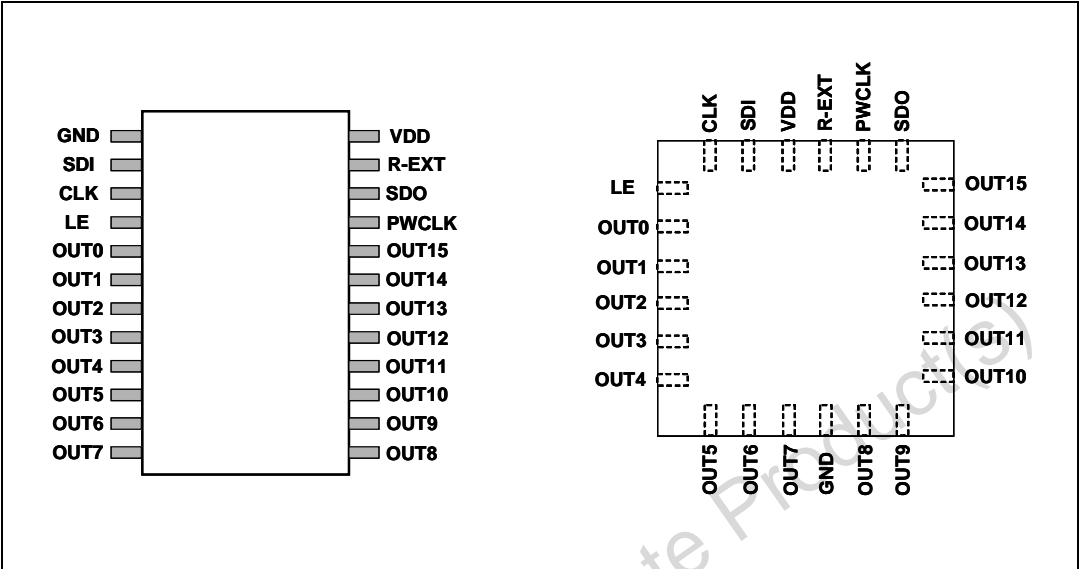 GND
SDI
CLK
LE
OUT0
OUT1
OUT2
OUT3
OUT4
OUT5
OUT6
OUT7
VDD
R-EXT
SDO
PWCLK
OUT15
OUT14
OUT13
OUT12
OUT11
OUT10
OUT9
OUT8
CLK
SDI
VDD
R-EXT
PWCLK
SDO
LE
OUT0
OUT1
OUT2
OUT3
OUT4
OUT15
OUT14
OUT13
OUT12
OUT11
OUT10
OUT5
OUT6
OUT7
GND
OUT8
OUT9
Product(s)